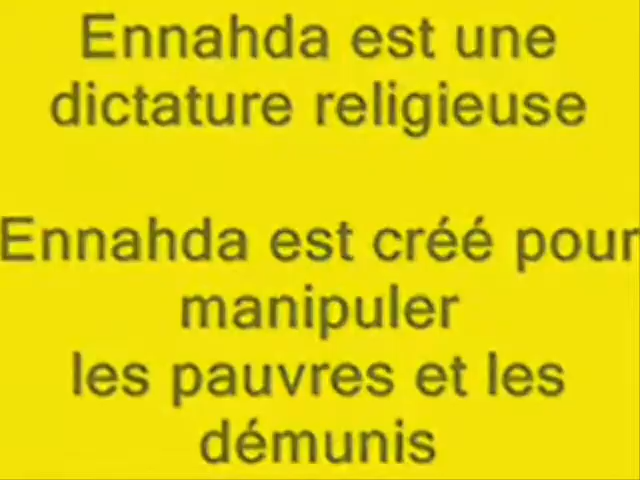 Ennahda est une
dictature religieuse
Ennahda est créé pour
manipuler
les pauvres et les
démunis